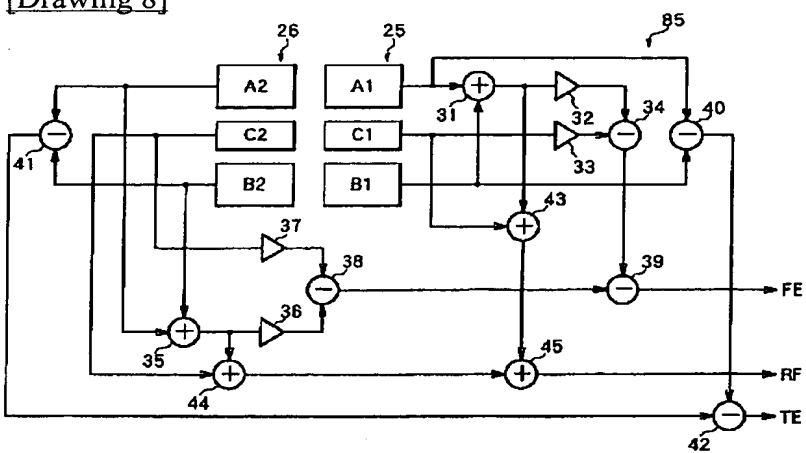 [Drawing 8]
26 25 85
A2 A1
+ 31 32 34 40
C2 C1
41 − 33 − −
B2 B1
43 +
37 38 −
39 − FE
36
35 +
44 + 45 + RF
42 − TE